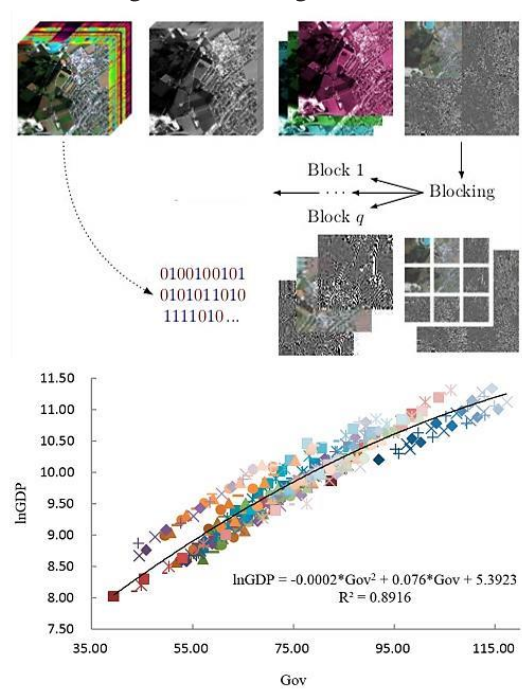 Block 1
. . .
Blocking
Block q
0100100101
0101011010
1111010...
11.50
11.00
10.50
10.00
9.50
9.00
8.50
8.00
7.50
lnGDP
lnGDP = -0.0002*Gov² + 0.076*Gov + 5.3923
R² = 0.8916
35.00 55.00 75.00 95.00 115.00
Gov